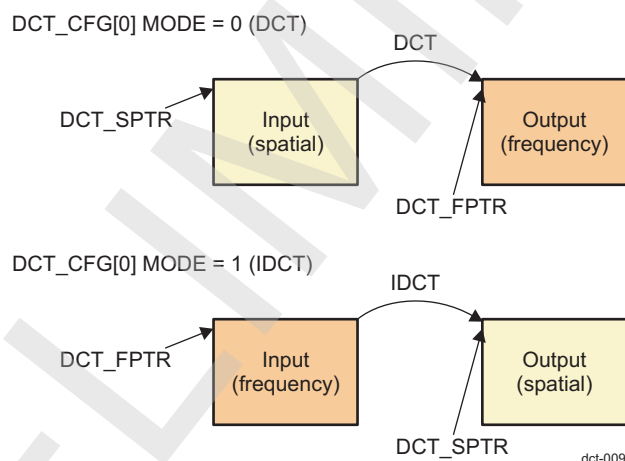 DCT_CFG[0] MODE = 0 (DCT)
DCT
DCT_SPTR
Input
(spatial)
Output
(frequency)
DCT_FPTR
DCT_CFG[0] MODE = 1 (IDCT)
IDCT
DCT_FPTR
Input
(frequency)
Output
(spatial)
DCT_SPTR
dct-009